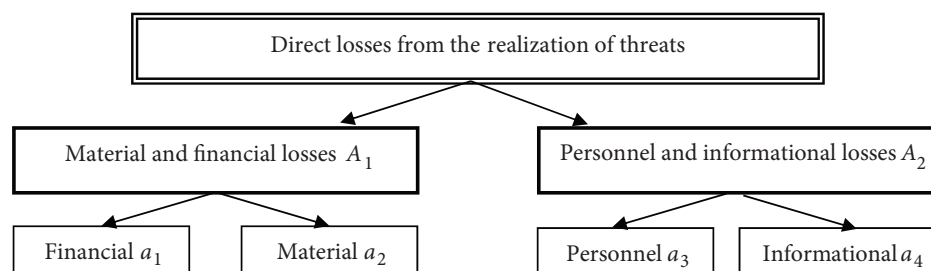 Direct losses from the realization of threats
Material and financial losses A₁
Personnel and informational losses A₂
Financial a₁
Material a₂
Personnel a₃
Informational a₄